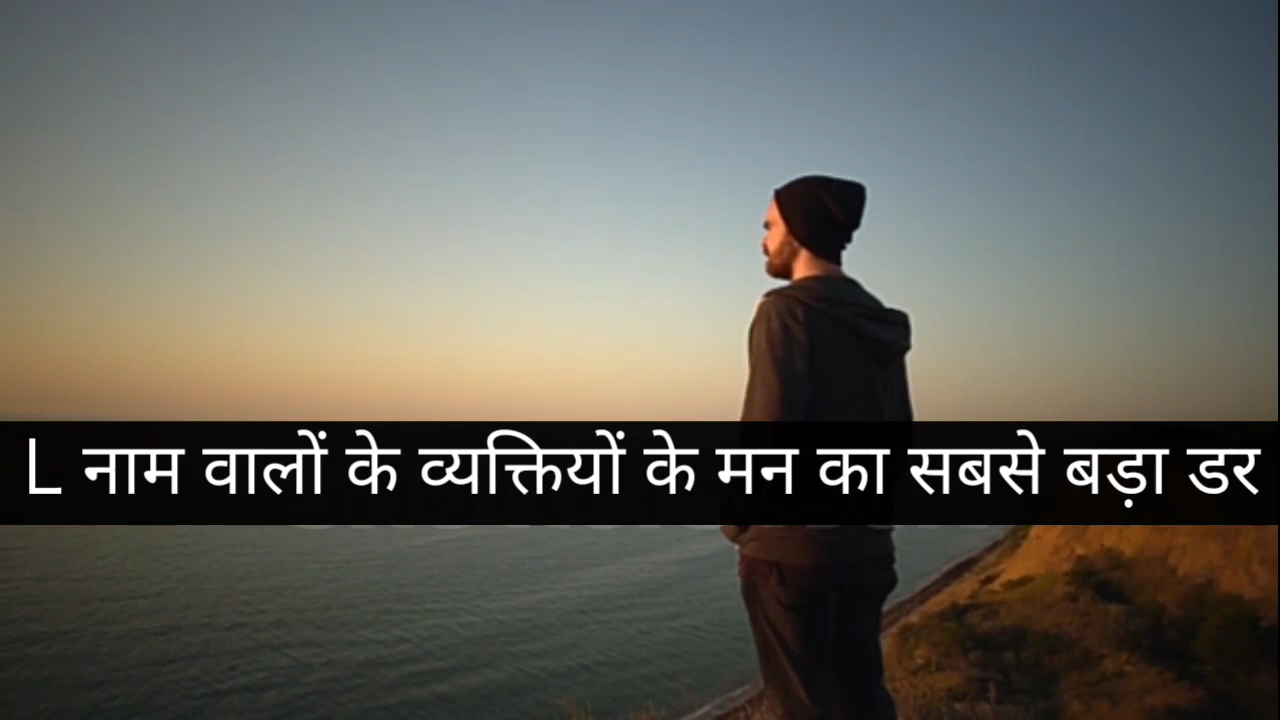 L नाम वालों के व्यक्तियों के मन का सबसे बड़ा डर